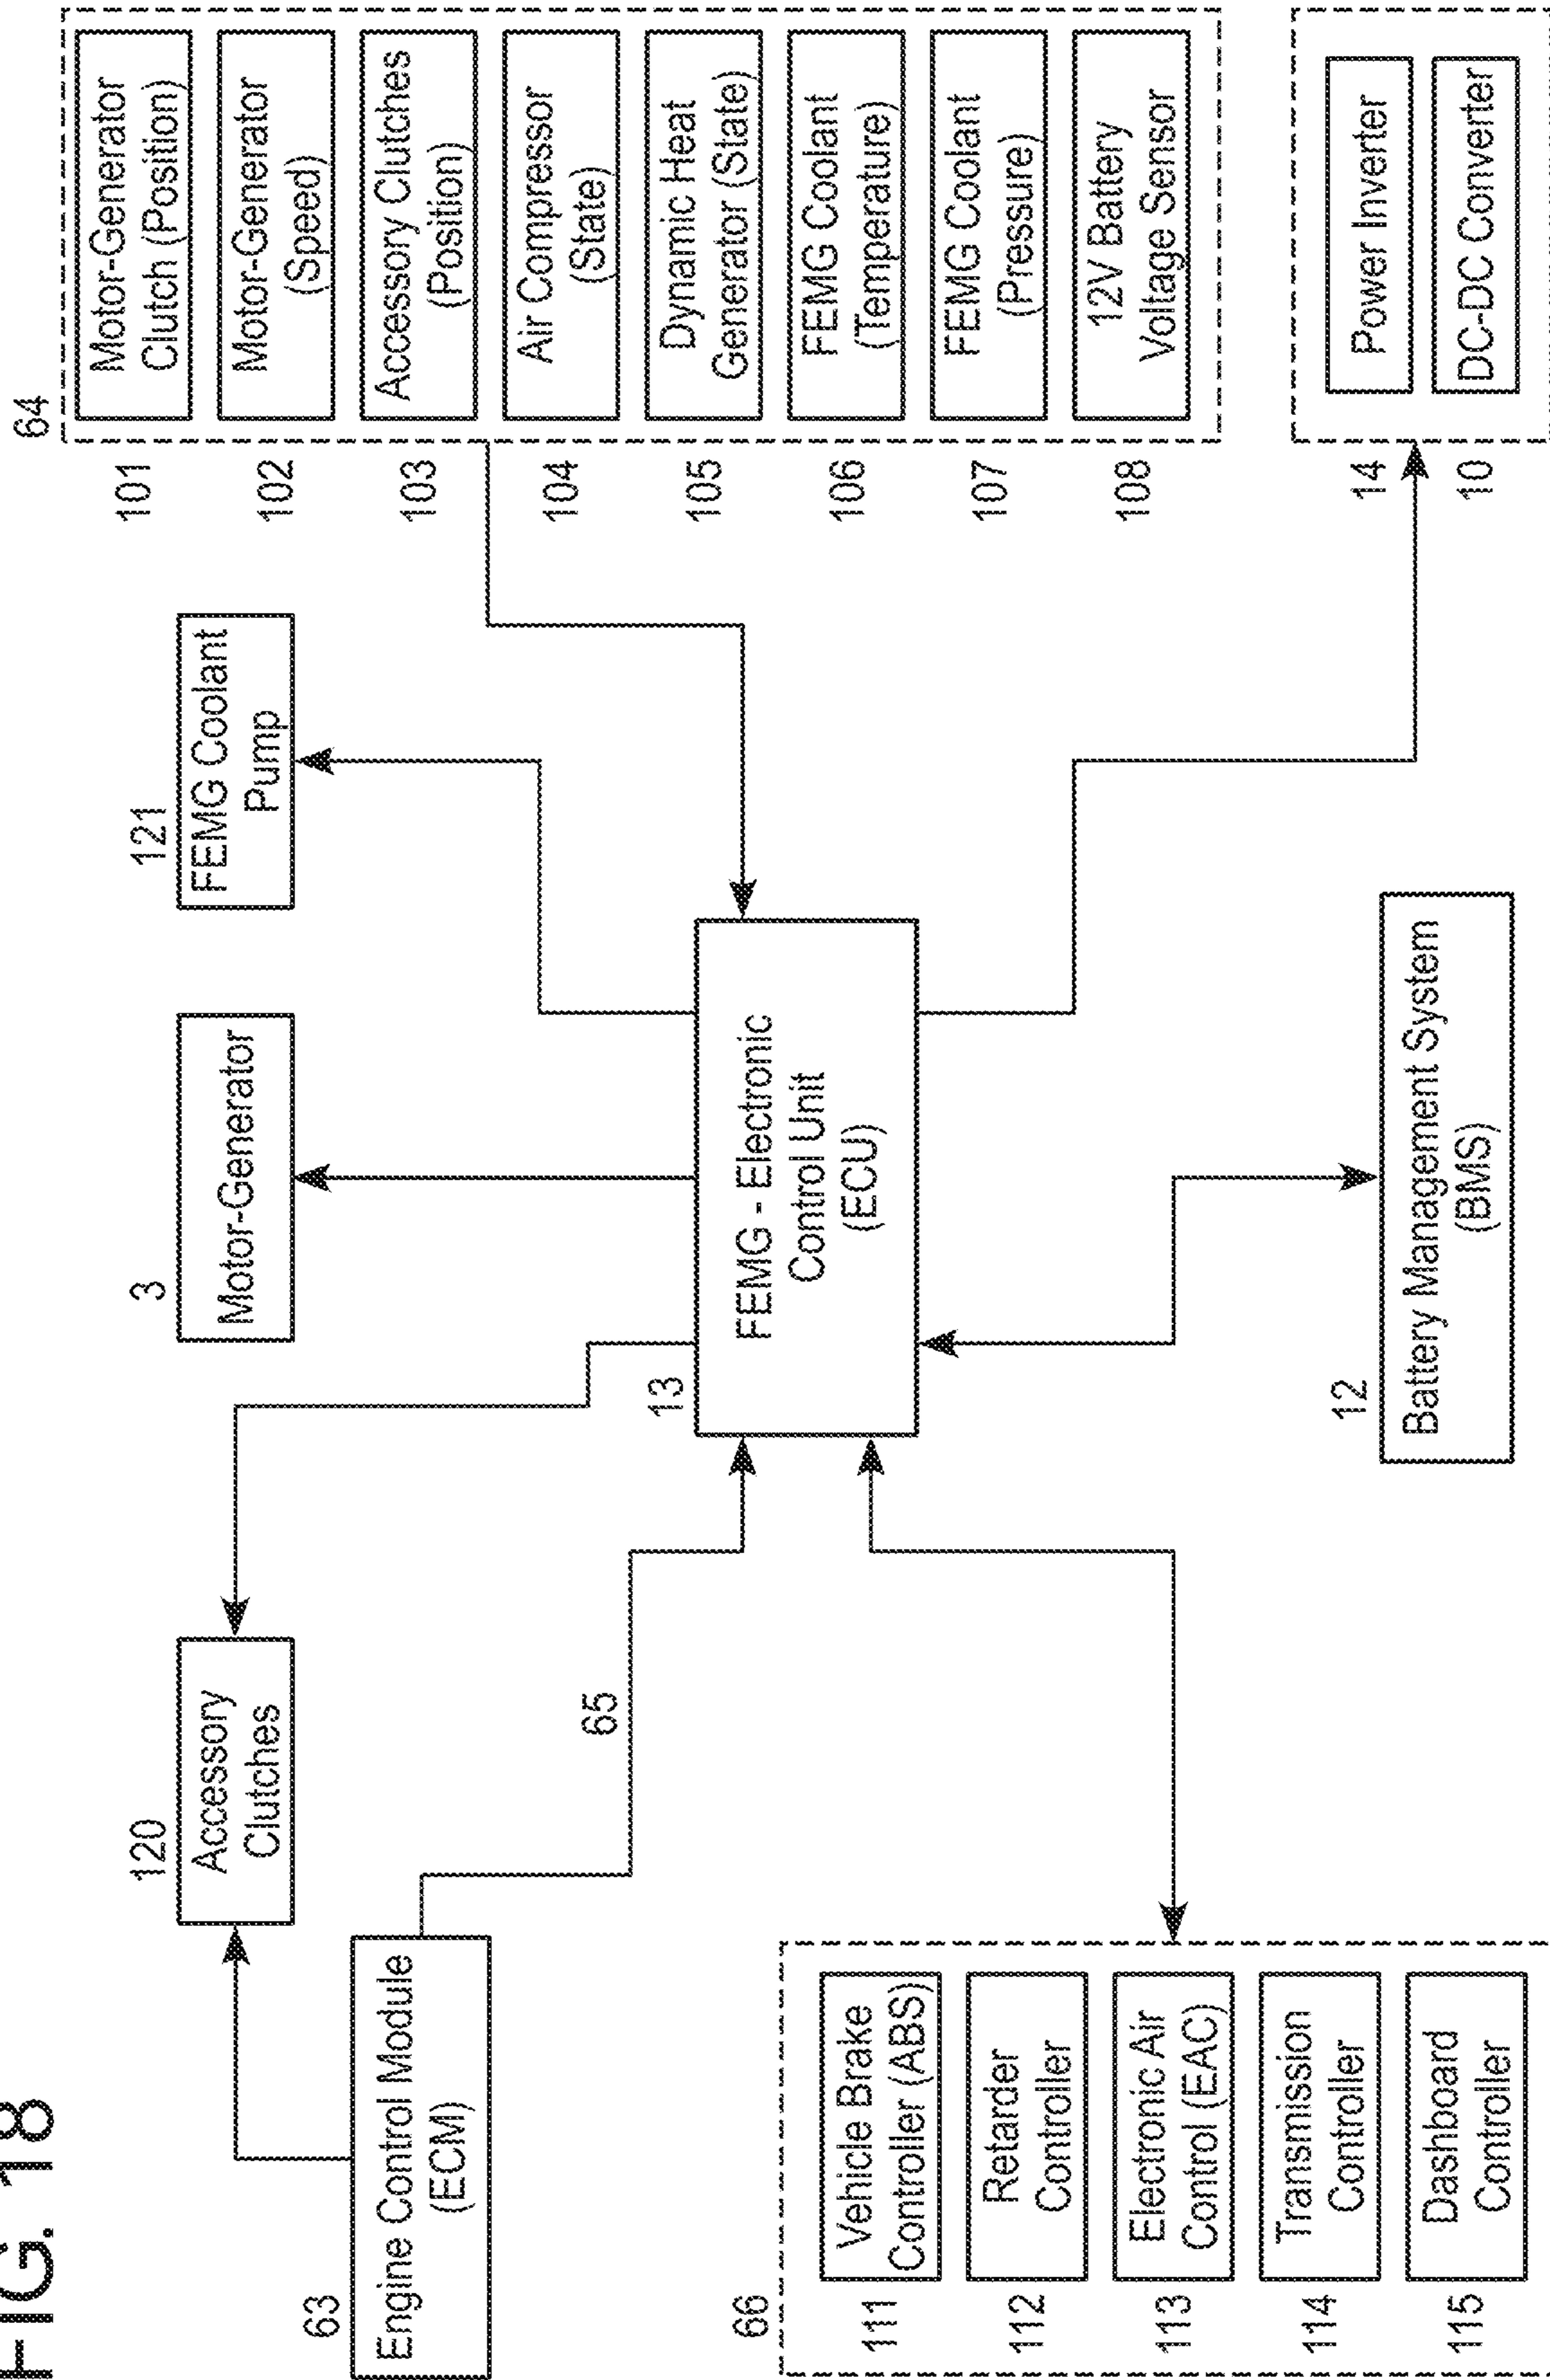 FIG. 18
64
101
Motor-Generator
Clutch (Position)
102
Motor-Generator
(Speed)
103
Accessory Clutches
(Position)
104
Air Compressor
(State)
105
Dynamic Heat
Generator (State)
106
FEMG Coolant
(Temperature)
107
FEMG Coolant
(Pressure)
108
12V Battery
Voltage Sensor
14
Power Inverter
10
DC-DC Converter
121
FEMG Coolant
Pump
3
Motor-Generator
120
Accessory
Clutches
13
FEMG - Electronic
Control Unit
(ECU)
63
Engine Control Module
(ECM)
65
12
Battery Management System
(BMS)
66
111
Vehicle Brake
Controller (ABS)
112
Retarder
Controller
113
Electronic Air
Control (EAC)
114
Transmission
Controller
115
Dashboard
Controller